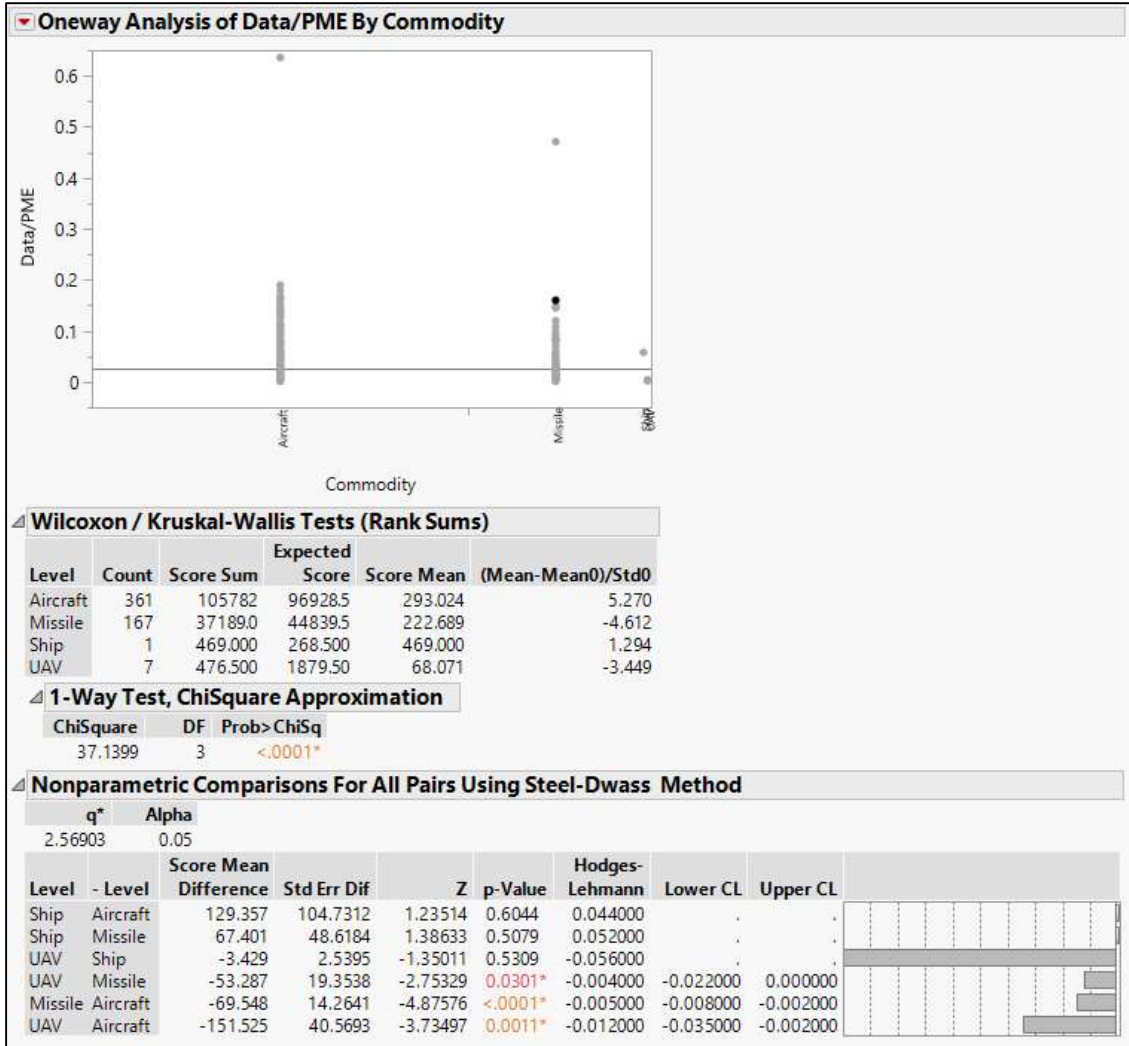 Oneway Analysis of Data/PME By Commodity
0.6
0.5
0.4
0.3
0.2
0.1
0
Data/PME
Aircraft
Missile
Ship
Commodity
Wilcoxon / Kruskal-Wallis Tests (Rank Sums)
Level Count Score Sum Expected Score Score Mean (Mean-Mean0)/Std0
Aircraft 361 105782 96928.5 293.024 5.270
Missile 167 37189.0 44839.5 222.689 -4.612
Ship 1 469.000 268.500 469.000 1.294
UAV 7 476.500 1879.50 68.071 -3.449
1-Way Test, ChiSquare Approximation
ChiSquare DF Prob>ChiSq
37.1399 3 <.0001*
Nonparametric Comparisons For All Pairs Using Steel-Dwass Method
q* Alpha
2.56903 0.05
Level - Level Score Mean Difference Std Err Dif Z p-Value Hodges-Lehmann Lower CL Upper CL
Ship Aircraft 129.357 104.7312 1.23514 0.6044 0.044000 . .
Ship Missile 67.401 48.6184 1.38633 0.5079 0.052000 . .
UAV Ship -3.429 2.5395 -1.35011 0.5309 -0.056000 . .
UAV Missile -53.287 19.3538 -2.75329 0.0301* -0.004000 -0.022000 0.000000
Missile Aircraft -69.548 14.2641 -4.87576 <.0001* -0.005000 -0.008000 -0.002000
UAV Aircraft -151.525 40.5693 -3.73497 0.0011* -0.012000 -0.035000 -0.002000